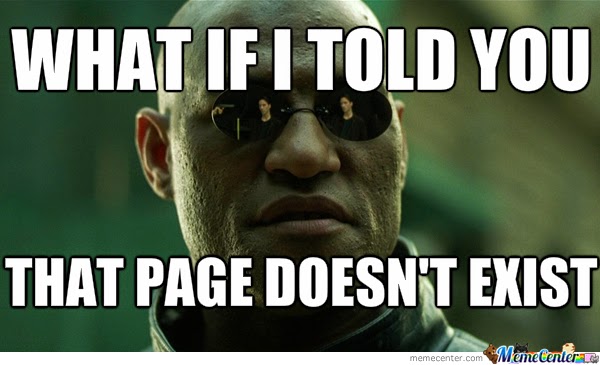 WHAT IF I TOLD YOU
THAT PAGE DOESN'T EXIST
memecenter.com MemeCenter